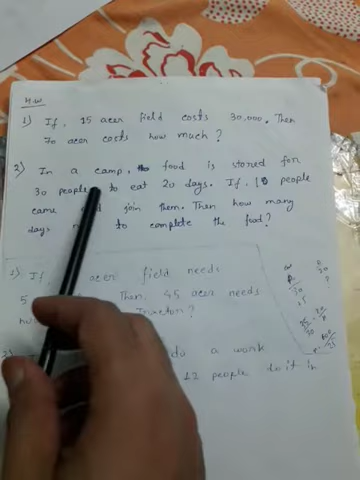 H.W
1) If, 15 acer field costs 30,000. Then
70 acer costs how much?
2) In a camp, food is stored for
30 people to eat 20 days. If, 10 people
came join them. Then how many
days to complete the food?
acer field needs
5 Then, 45 acer needs
Tractor?
do a work
12 people do it in